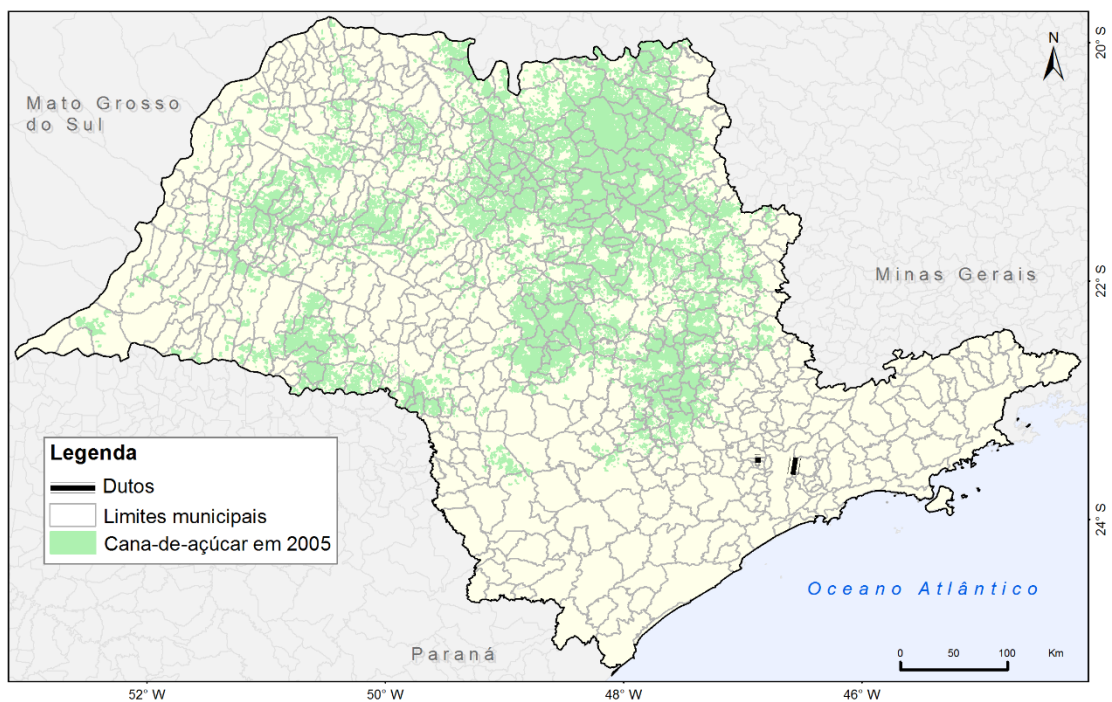 20° S
N
Mato Grosso
do Sul
Minas Gerais
22° S
Legenda
Dutos
Limites municipais
Cana-de-açúcar em 2005
24° S
Oceano Atlântico
Paraná
0 50 100 Km
52° W 50° W 48° W 46° W